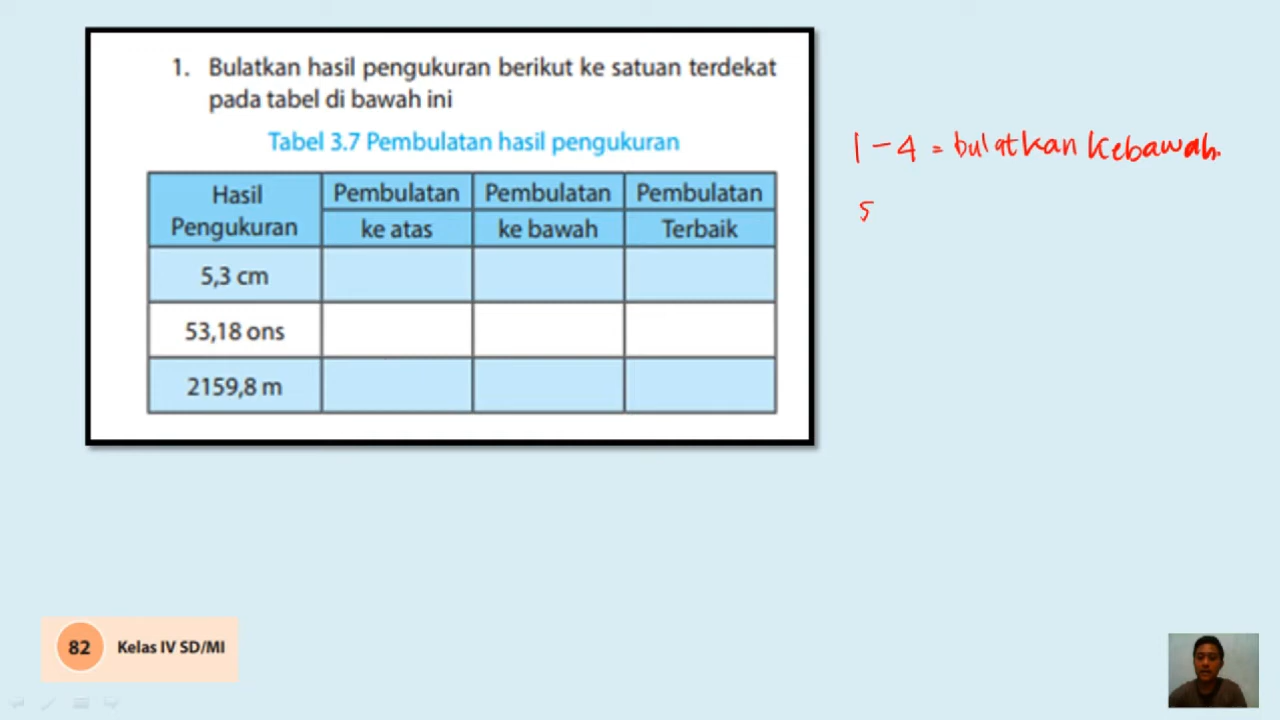 1. Bulatkan hasil pengukuran berikut ke satuan terdekat
pada tabel di bawah ini
Tabel 3.7 Pembulatan hasil pengukuran
Hasil Pengukuran
Pembulatan ke atas
Pembulatan ke bawah
Pembulatan Terbaik
5,3 cm
53,18 ons
2159,8 m
1 - 4 = bulatkan kebawah.
5
82 Kelas IV SD/MI